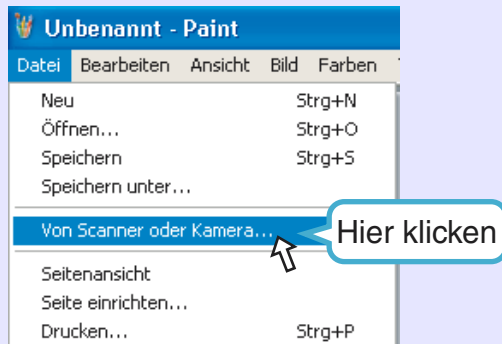 Unbenannt - Paint
Datei Bearbeiten Ansicht Bild Farben
Neu Strg+N
Öffnen... Strg+O
Speichern Strg+S
Speichern unter...
Von Scanner oder Kamera...
Hier klicken
Seitenansicht
Seite einrichten...
Drucken... Strg+P